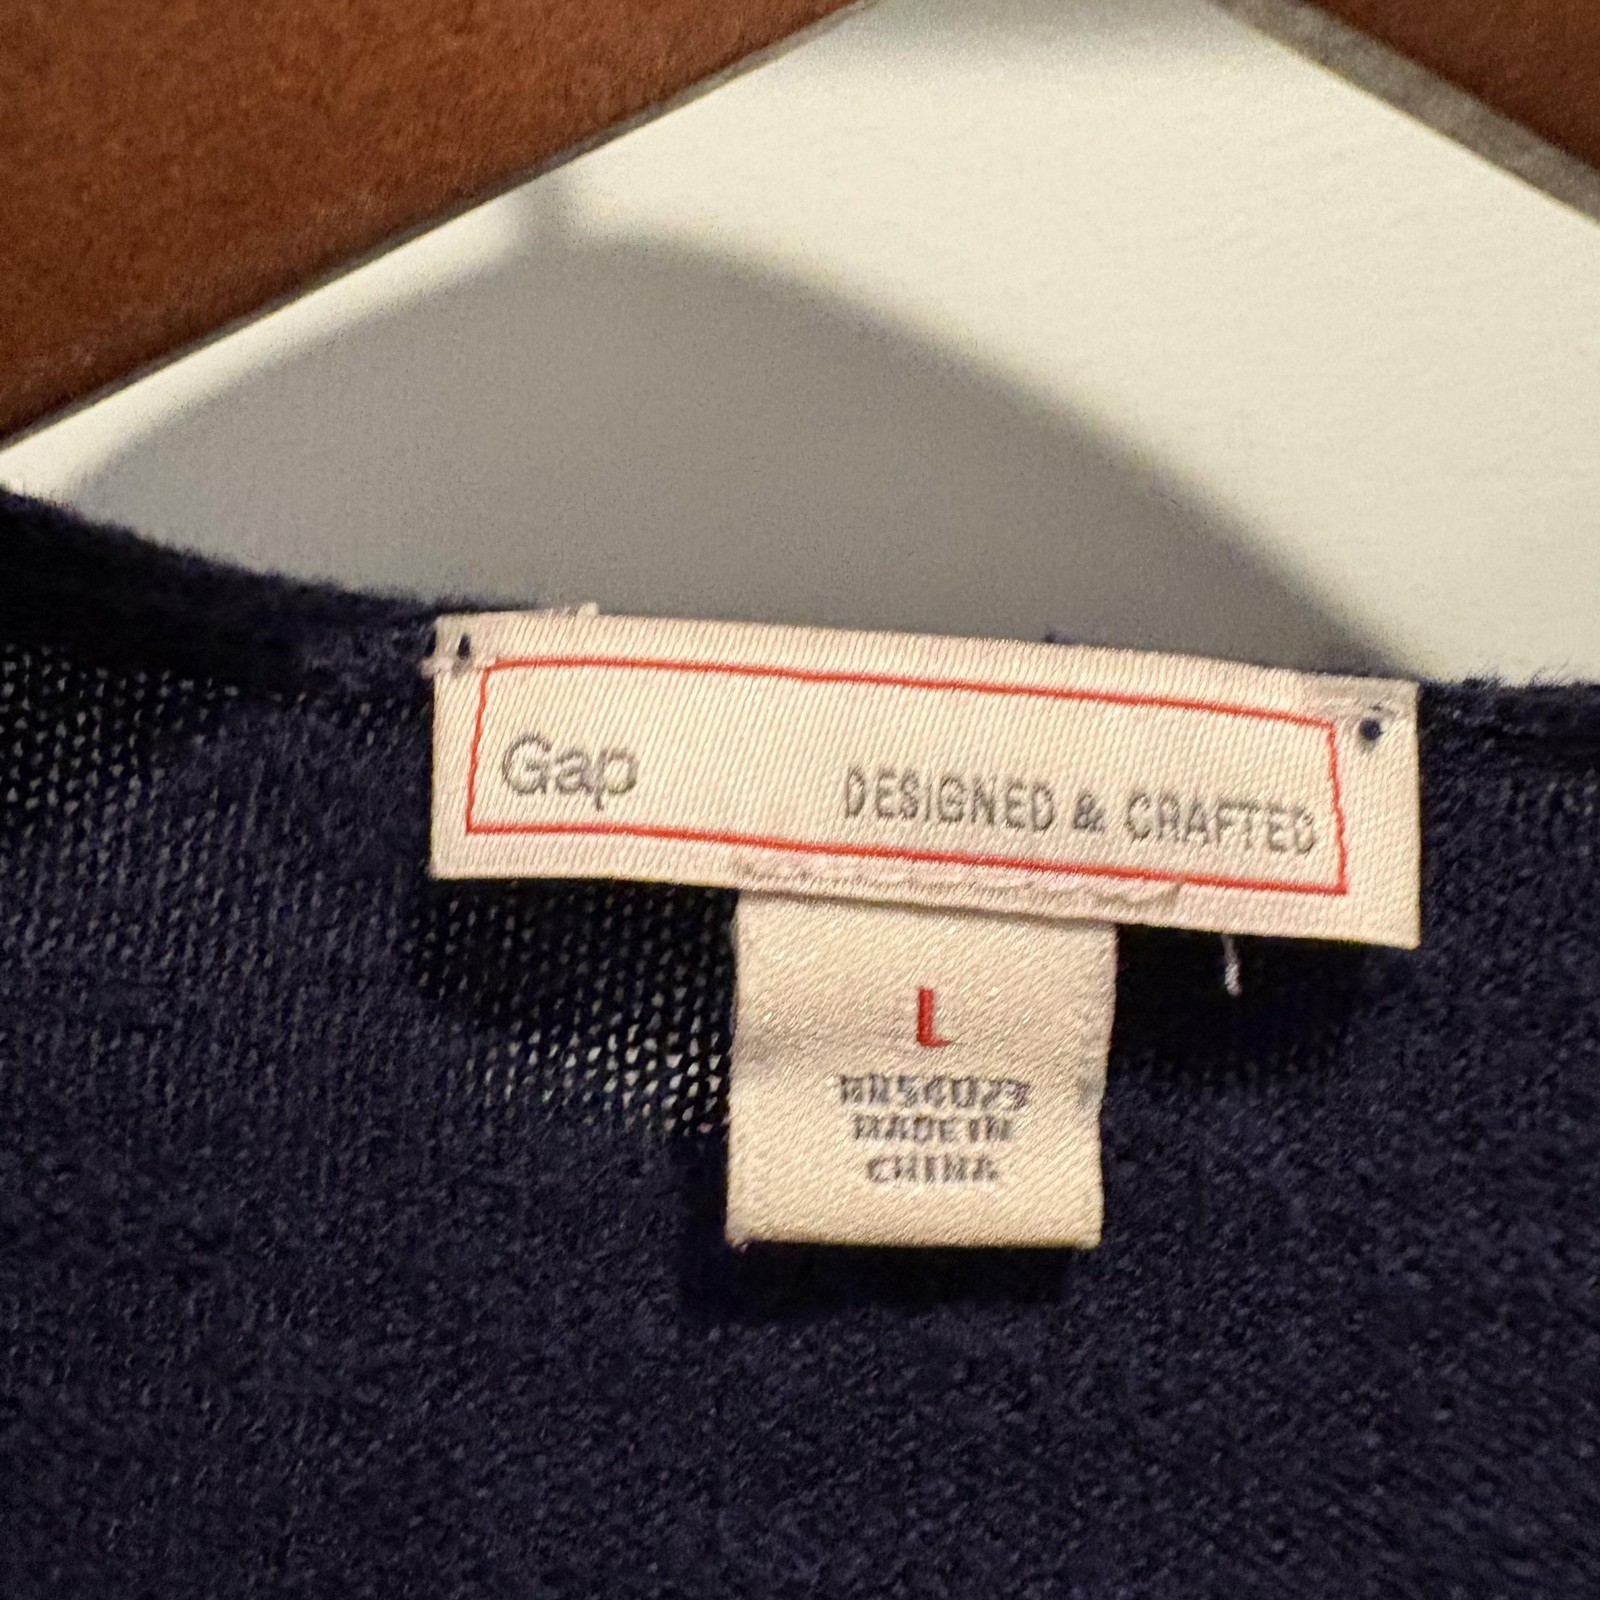 Gap DESIGNED & CRAFTED
L
MADE IN
CHINA